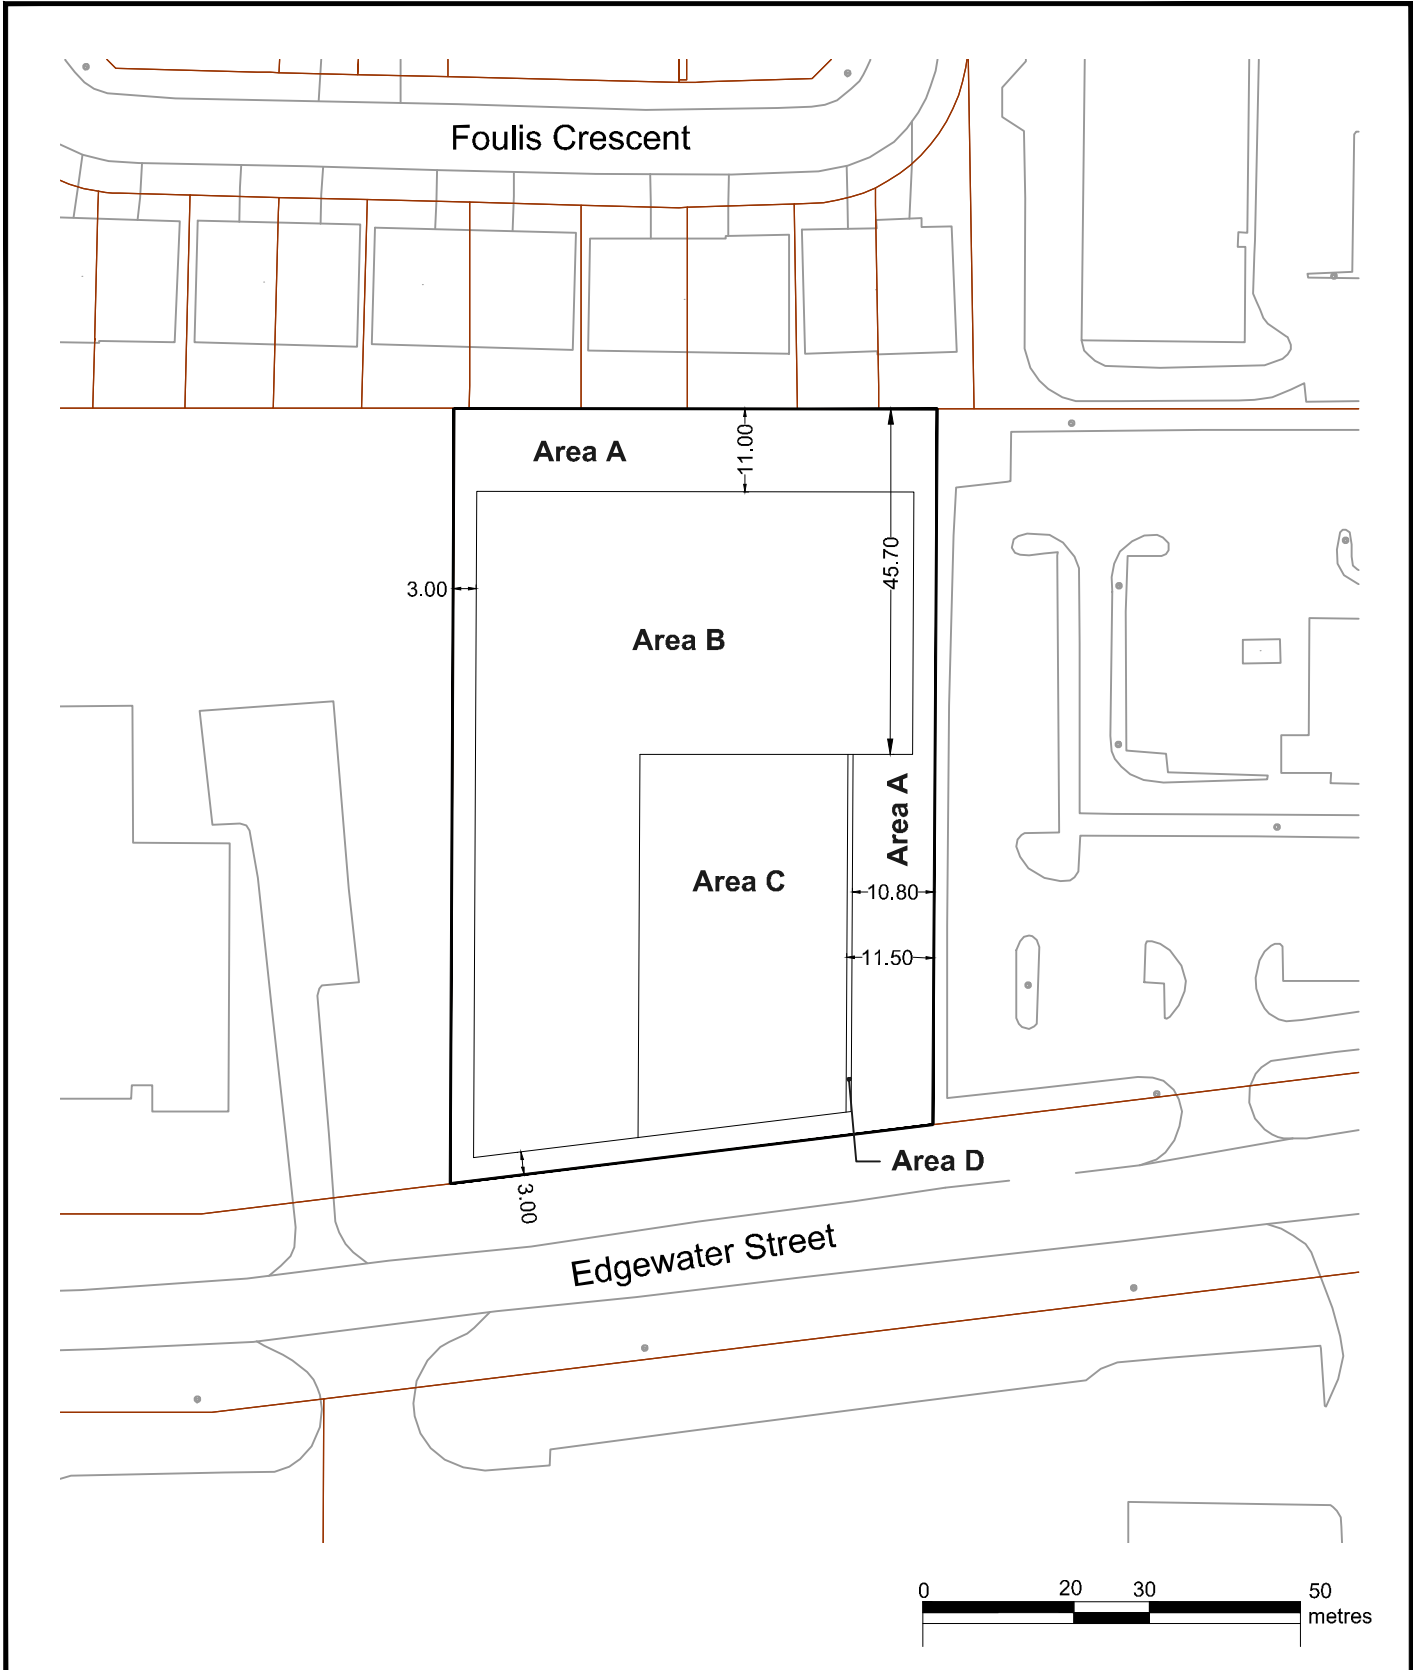 Foulis Crescent
Area A
11.00
45.70
3.00
Area B
Area A
Area C
10.80
11.50
Area D
3.00
Edgewater Street
0 20 30 50
metres